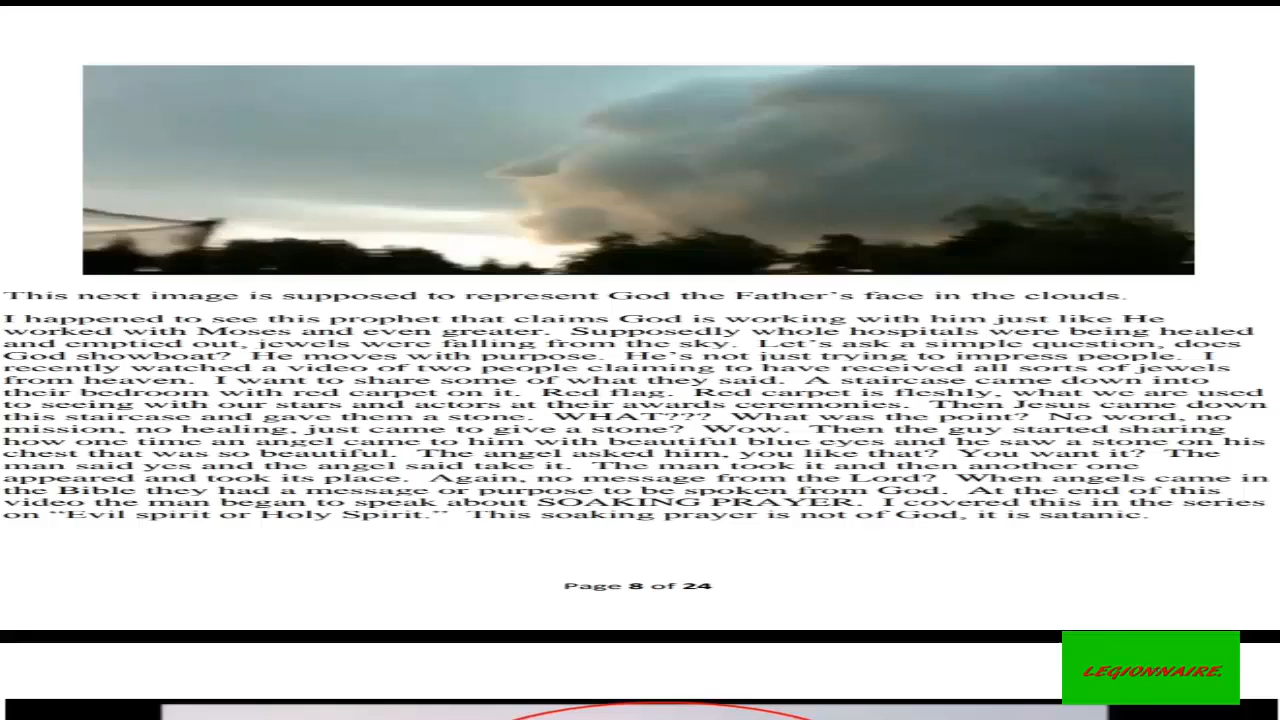 This next image is supposed to represent God the Father's face in the clouds.
I happened to see this prophet that claims God is working with him just like He
worked with Moses and even greater.  Supposedly whole hospitals were being healed
and emptied out, jewels were falling from the sky.  Let's ask a simple question, does
God showboat?  He moves with purpose.  He's not just trying to impress people.  I
recently watched a video of two people claiming to have received all sorts of jewels
from heaven.  I want to share some of what they said.  A staircase came down into
their bedroom with red carpet on it.  Red flag.  Red carpet is fleshly, what we are used
to seeing with our stars and actors at their awards ceremonies.  Then Jesus came down
this staircase and gave them a stone.  WHAT????  What was the point?  No word, no
mission, no healing, just came to give a stone?  Wow.  Then the guy started sharing
how one time an angel came to him with beautiful blue eyes and he saw a stone on his
chest that was so beautiful.  The angel asked him, you like that?  You want it?  The
man said yes and the angel said take it.  The man took it and then another one
appeared and took its place.  Again, no message from the Lord?  When angels came in
the Bible they had a message or purpose to be spoken from God.  At the end of this
video the man began to speak about SOAKING PRAYER.  I covered this in the series
on "Evil spirit or Holy Spirit."  This soaking prayer is not of God, it is satanic.
Page 8 of 24
LEGIONNAIRE.